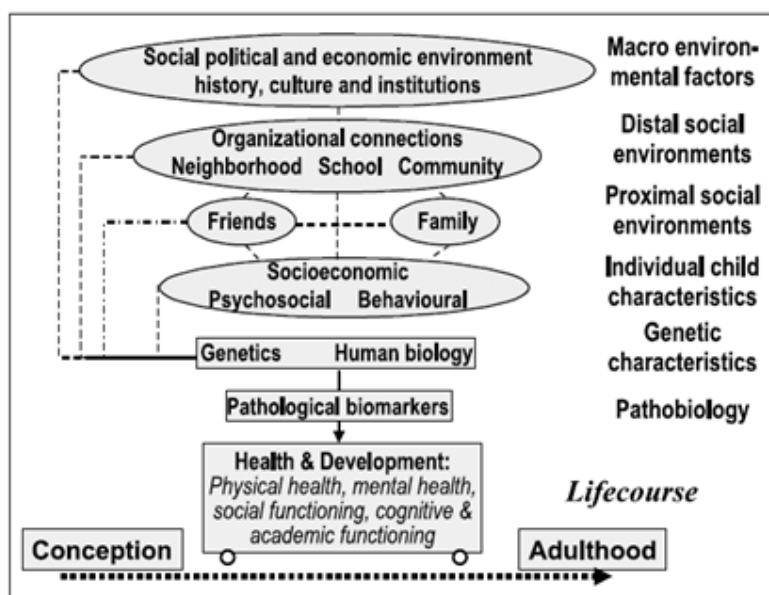 Social political and economic environment
history, culture and institutions
Macro environ-
mental factors
Organizational connections
Neighborhood School Community
Distal social
environments
Friends
Family
Proximal social
environments
Socioeconomic
Psychosocial Behavioural
Individual child
characteristics
Genetics Human biology
Genetic
characteristics
Pathological biomarkers
Pathobiology
Health & Development:
Physical health, mental health,
social functioning, cognitive &
academic functioning
Lifecourse
Conception
Adulthood